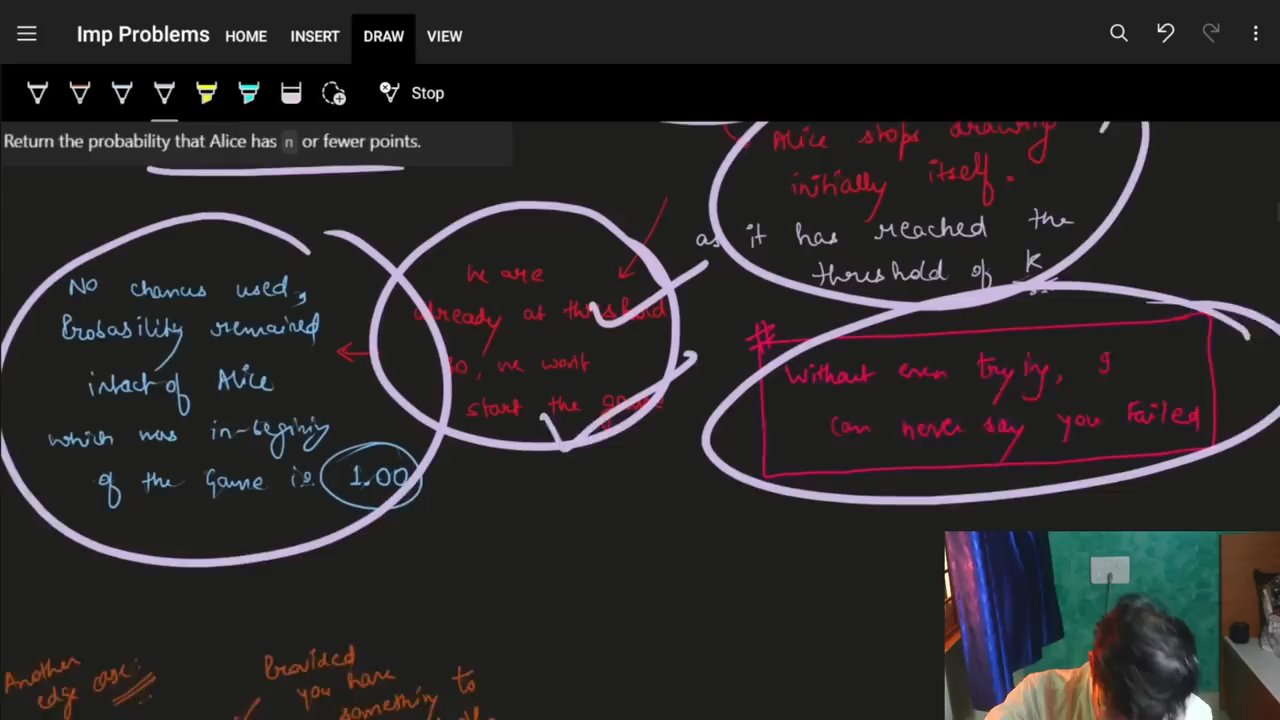 Imp Problems HOME INSERT DRAW VIEW
Stop
Return the probability that Alice has n or fewer points.
Alice stops drawing
initially itself.
as it has reached the
threshold of k
We are
already at threshold
so, we wont
start the game
No chances used,
Probability remained
intact of Alice
which was in-begining
of the Game is 1.00
# Without even trying, I
can never say you Failed
Another
edge case:
Provided
you have
something to